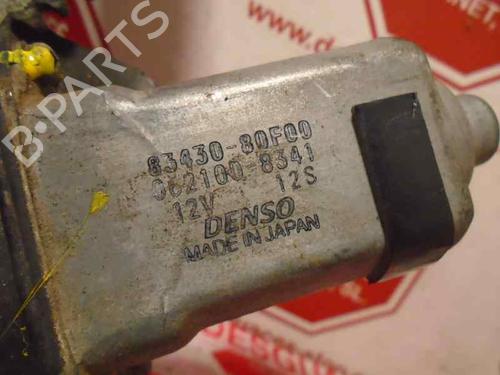 B-PARTS
83430-80F00
062100-8341
12V 12S
DENSO
MADE IN JAPAN